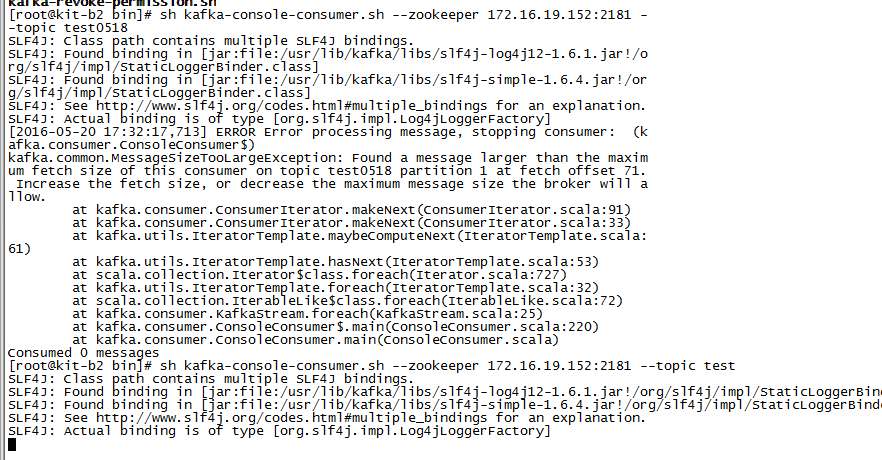 kafka-revoke-permission.sh
[root@kit-b2 bin]# sh kafka-console-consumer.sh --zookeeper 172.16.19.152:2181 -
-topic test0518
SLF4J: Class path contains multiple SLF4J bindings.
SLF4J: Found binding in [jar:file:/usr/lib/kafka/libs/slf4j-log4j12-1.6.1.jar!/o
rg/slf4j/impl/StaticLoggerBinder.class]
SLF4J: Found binding in [jar:file:/usr/lib/kafka/libs/slf4j-simple-1.6.4.jar!/or
g/slf4j/impl/StaticLoggerBinder.class]
SLF4J: See http://www.slf4j.org/codes.html#multiple_bindings for an explanation.
SLF4J: Actual binding is of type [org.slf4j.impl.Log4jLoggerFactory]
[2016-05-20 17:32:17,713] ERROR Error processing message, stopping consumer:  (k
afka.consumer.ConsoleConsumer$)
kafka.common.MessageSizeTooLargeException: Found a message larger than the maxim
um fetch size of this consumer on topic test0518 partition 1 at fetch offset 71.
 Increase the fetch size, or decrease the maximum message size the broker will a
llow.
        at kafka.consumer.ConsumerIterator.makeNext(ConsumerIterator.scala:91)
        at kafka.consumer.ConsumerIterator.makeNext(ConsumerIterator.scala:33)
        at kafka.utils.IteratorTemplate.maybeComputeNext(IteratorTemplate.scala:
61)
        at kafka.utils.IteratorTemplate.hasNext(IteratorTemplate.scala:53)
        at scala.collection.Iterator$class.foreach(Iterator.scala:727)
        at kafka.utils.IteratorTemplate.foreach(IteratorTemplate.scala:32)
        at scala.collection.IterableLike$class.foreach(IterableLike.scala:72)
        at kafka.consumer.KafkaStream.foreach(KafkaStream.scala:25)
        at kafka.consumer.ConsoleConsumer$.main(ConsoleConsumer.scala:220)
        at kafka.consumer.ConsoleConsumer.main(ConsoleConsumer.scala)
Consumed 0 messages
[root@kit-b2 bin]# sh kafka-console-consumer.sh --zookeeper 172.16.19.152:2181 --topic test
SLF4J: Class path contains multiple SLF4J bindings.
SLF4J: Found binding in [jar:file:/usr/lib/kafka/libs/slf4j-log4j12-1.6.1.jar!/org/slf4j/impl/StaticLoggerBin
SLF4J: Found binding in [jar:file:/usr/lib/kafka/libs/slf4j-simple-1.6.4.jar!/org/slf4j/impl/StaticLoggerBind
SLF4J: See http://www.slf4j.org/codes.html#multiple_bindings for an explanation.
SLF4J: Actual binding is of type [org.slf4j.impl.Log4jLoggerFactory]